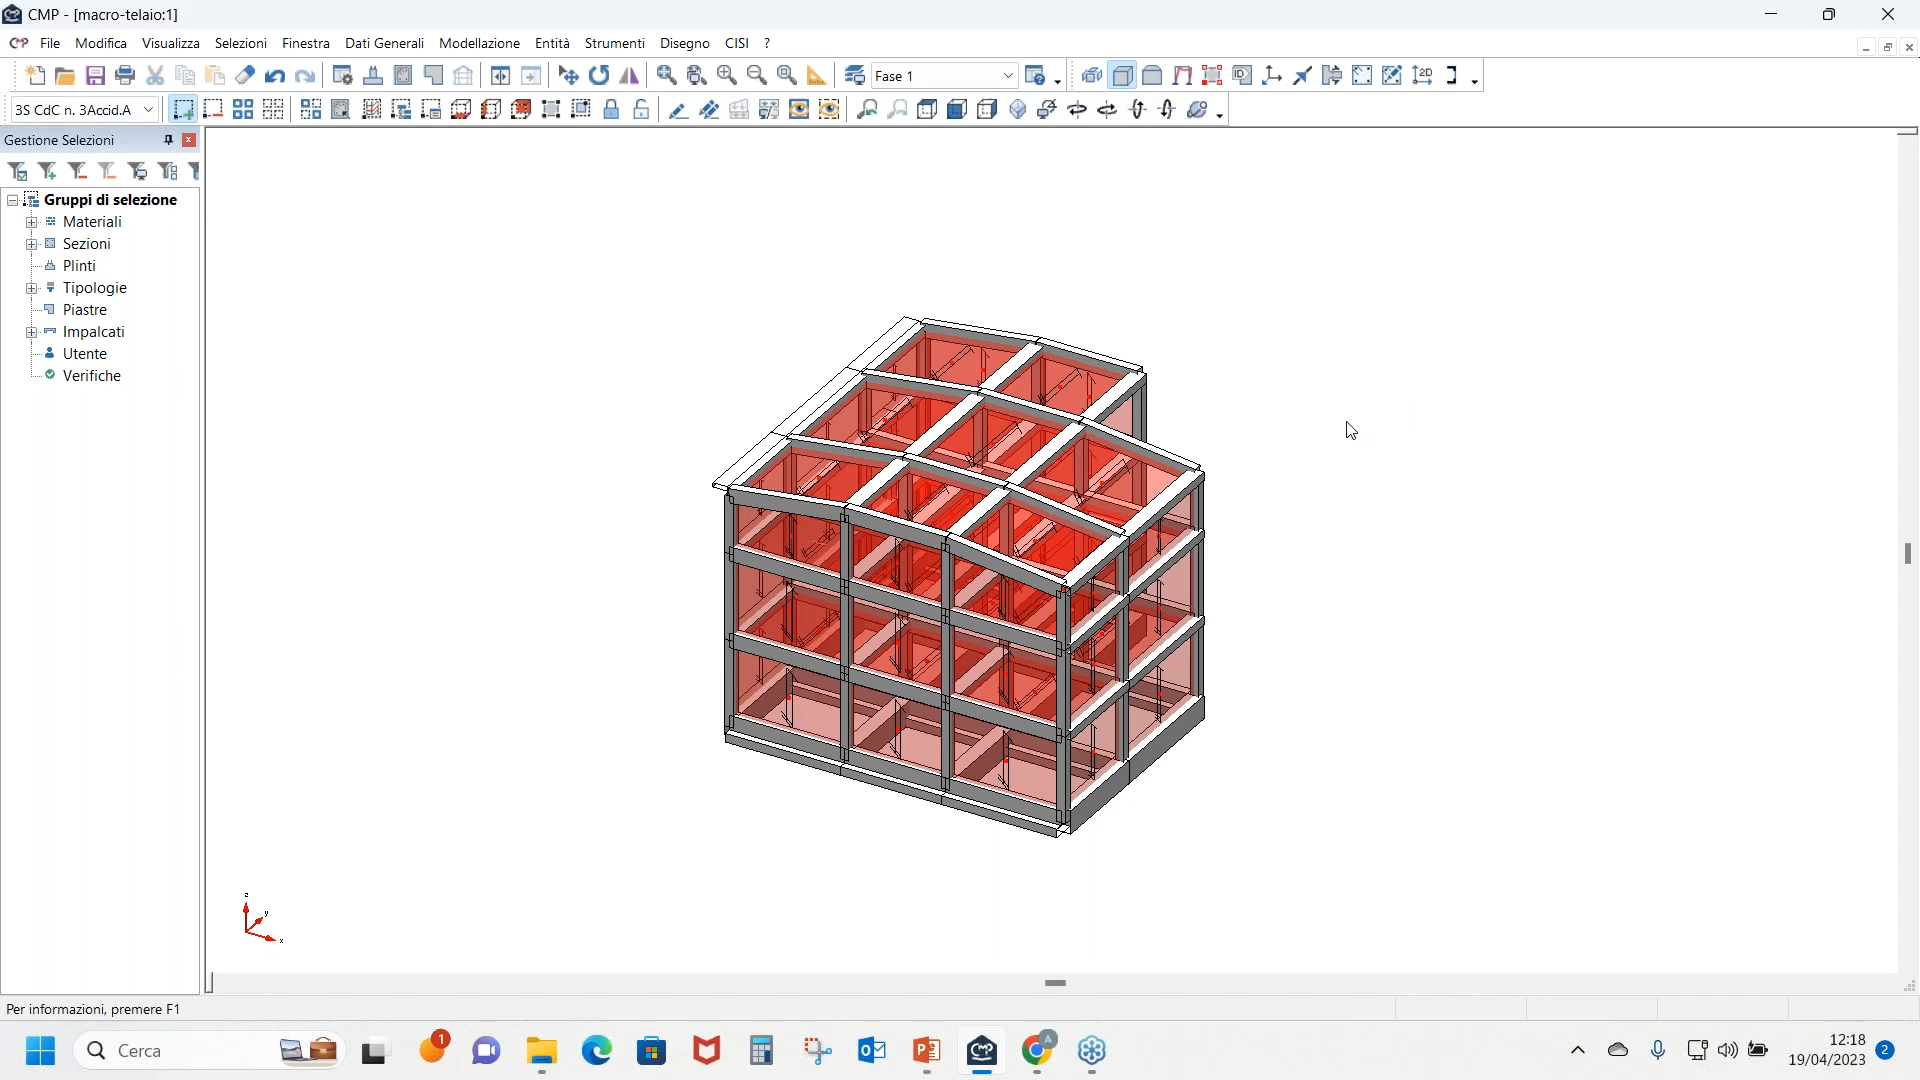 CMP - [macro-telaio:1]
File Modifica Visualizza Selezioni Finestra Dati Generali Modellazione Entità Strumenti Disegno CISI ?
Fase 1
3S CdC n. 3Accid.A
Gestione Selezioni
Gruppi di selezione
Materiali
Sezioni
Plinti
Tipologie
Piastre
Impalcati
Utente
Verifiche
z
y
x
Per informazioni, premere F1
Cerca
1
A
12:18
19/04/2023
2